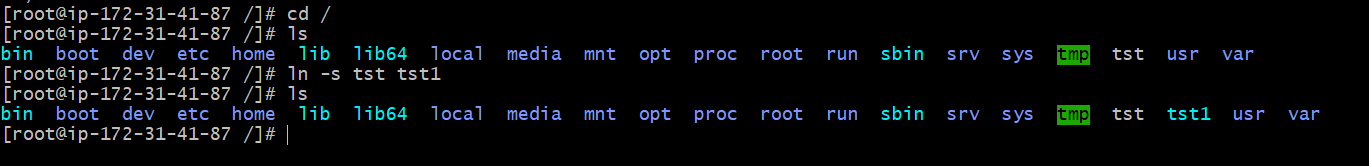 [root@ip-172-31-41-87 /]# cd /
[root@ip-172-31-41-87 /]# ls
bin  boot  dev  etc  home  lib  lib64  local  media  mnt  opt  proc  root  run  sbin  srv  sys  tmp  tst  usr  var
[root@ip-172-31-41-87 /]# ln -s tst tst1
[root@ip-172-31-41-87 /]# ls
bin  boot  dev  etc  home  lib  lib64  local  media  mnt  opt  proc  root  run  sbin  srv  sys  tmp  tst  tst1  usr  var
[root@ip-172-31-41-87 /]#